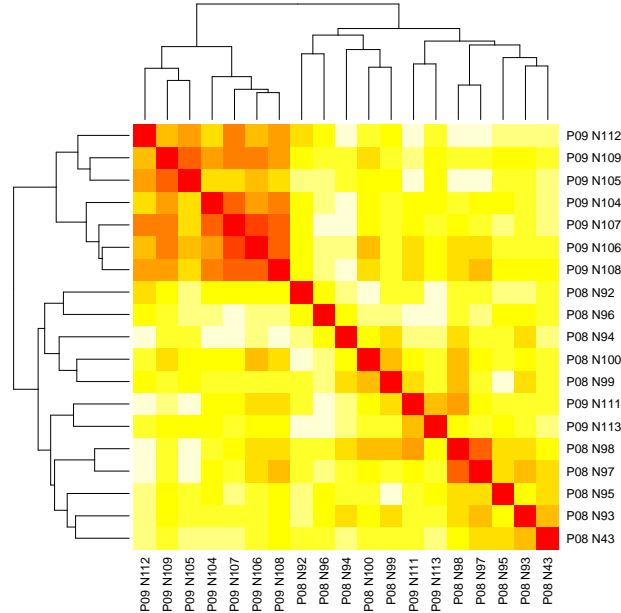 P09 N112
P09 N109
P09 N105
P09 N104
P09 N107
P09 N106
P09 N108
P08 N92
P08 N96
P08 N94
P08 N100
P08 N99
P09 N111
P09 N113
P08 N98
P08 N97
P08 N95
P08 N93
P08 N43
P09 N112
P09 N109
P09 N105
P09 N104
P09 N107
P09 N106
P09 N108
P08 N92
P08 N96
P08 N94
P08 N100
P08 N99
P09 N111
P09 N113
P08 N98
P08 N97
P08 N95
P08 N93
P08 N43